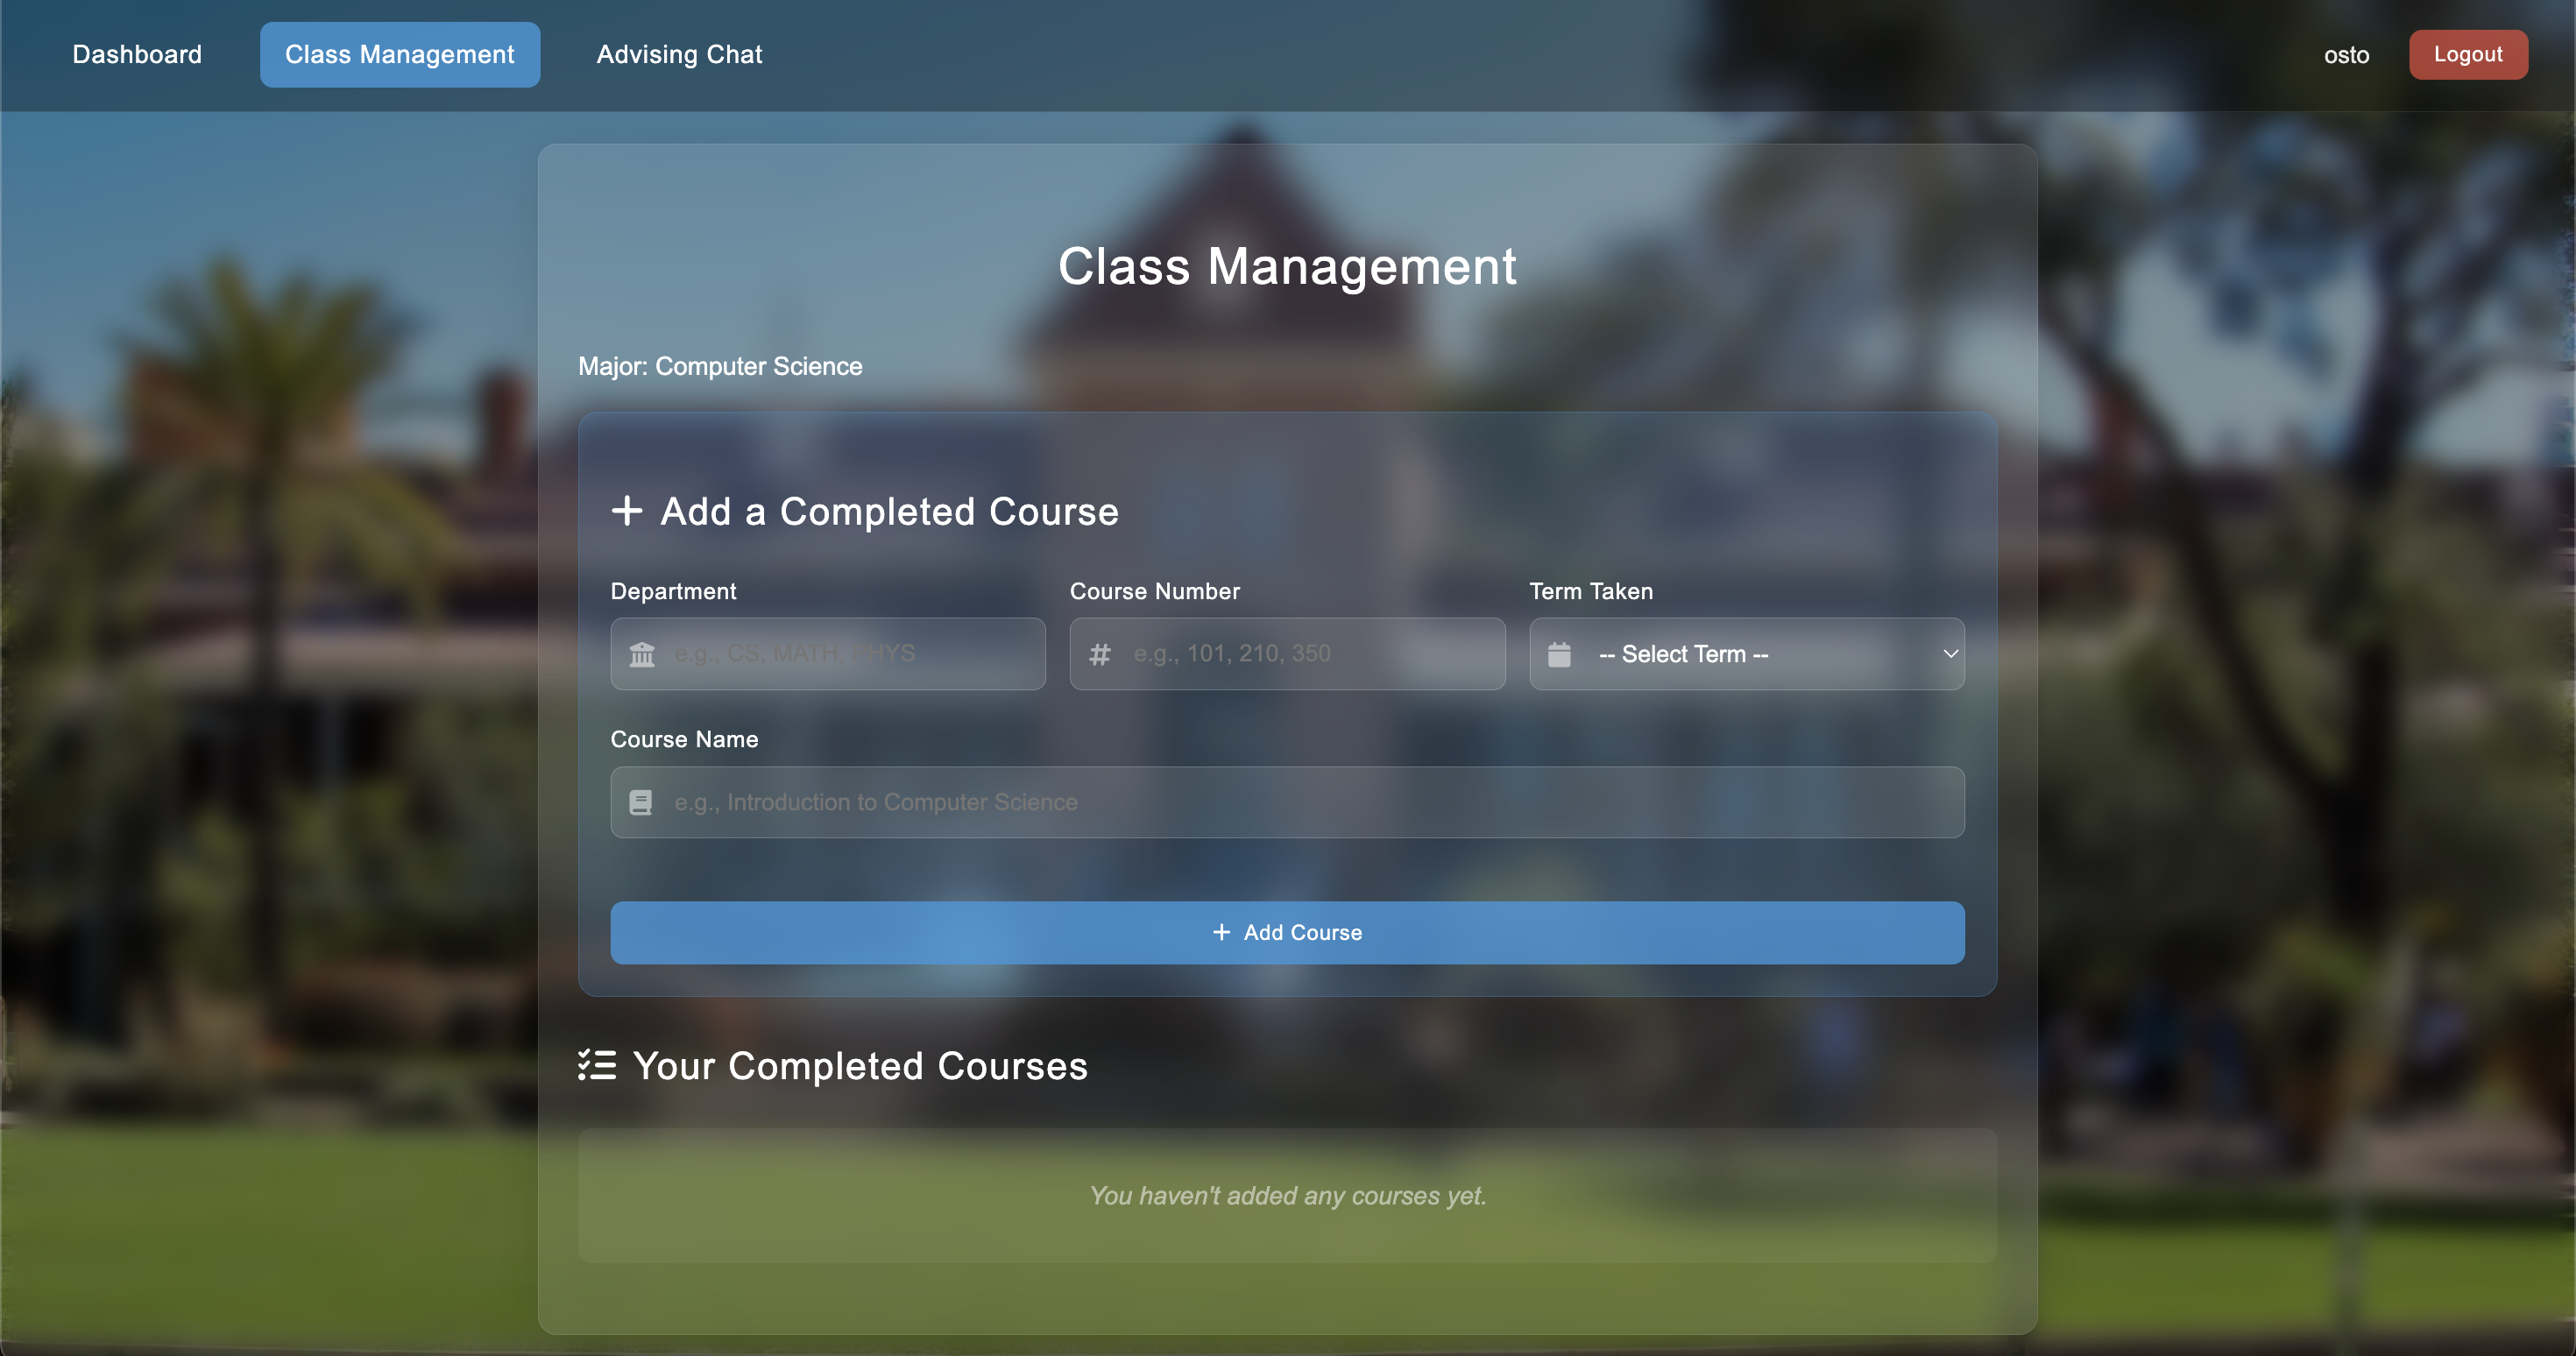 Dashboard
Class Management
Advising Chat
osto
Logout
Class Management
Major: Computer Science
Add a Completed Course
Department
Course Number
Term Taken
e.g., CS, MATH, PHYS
# e.g., 101, 210, 350
-- Select Term --
Course Name
e.g., Introduction to Computer Science
+ Add Course
Your Completed Courses
You haven't added any courses yet.